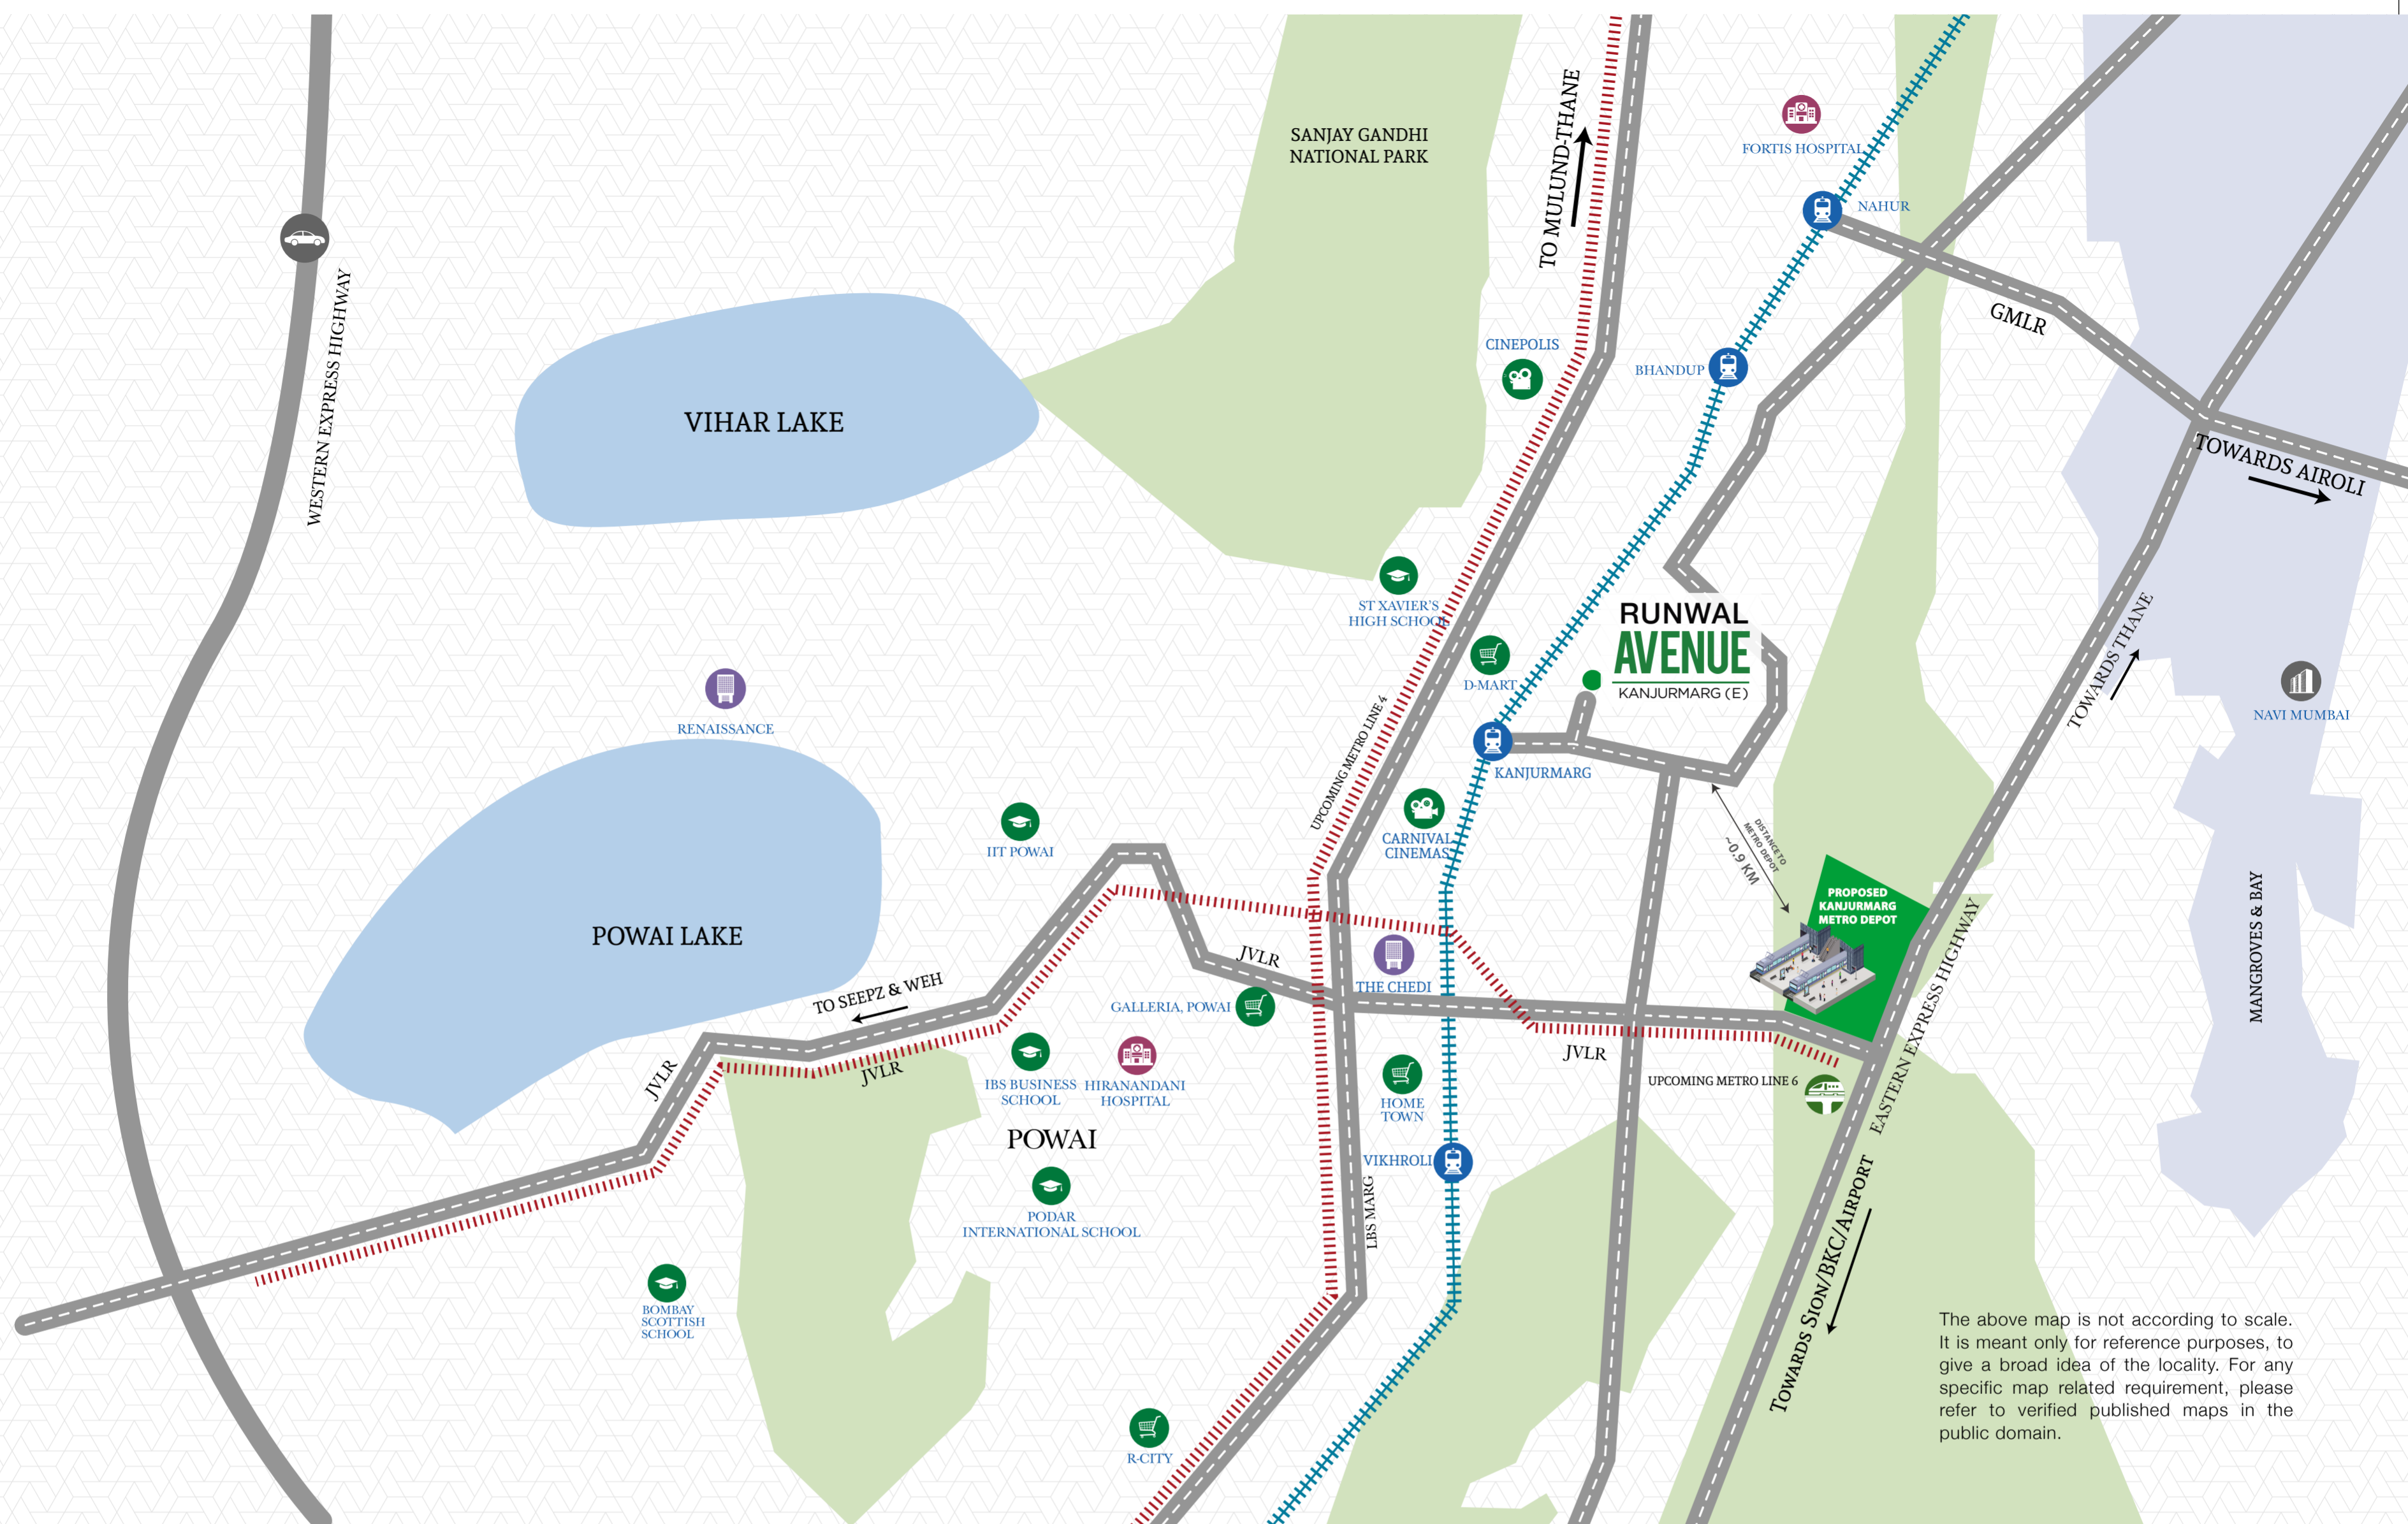 SANJAY GANDHI
NATIONAL PARK
TO MULUND-THANE
FORTIS HOSPITAL
NAHUR
WESTERN EXPRESS HIGHWAY
GMLR
CINEPOLIS
BHANDUP
VIHAR LAKE
TOWARDS AIROLI
ST XAVIER'S
HIGH SCHOOL
RUNWAL
AVENUE
KANJURMARG (E)
D-MART
TOWARDS THANE
NAVI MUMBAI
RENAISSANCE
UPCOMING METRO LINE 4
KANJURMARG
CARNIVAL
CINEMAS
IIT POWAI
DISTANCE TO
METRO DEPOT
~0.9 KM
PROPOSED
KANJURMARG
METRO DEPOT
POWAI LAKE
MANGROVES & BAY
JVLR
THE CHEDI
TO SEEPZ & WEH
GALLERIA, POWAI
EASTERN EXPRESS HIGHWAY
JVLR
JVLR
JVLR
UPCOMING METRO LINE 6
IBS BUSINESS
SCHOOL
HIRANANDANI
HOSPITAL
HOME
TOWN
POWAI
VIKHROLI
LBS MARG
PODAR
INTERNATIONAL SCHOOL
TOWARDS SION/BKC/AIRPORT
BOMBAY
SCOTTISH
SCHOOL
R-CITY
The above map is not according to scale.
It is meant only for reference purposes, to
give a broad idea of the locality. For any
specific map related requirement, please
refer to verified published maps in the
public domain.